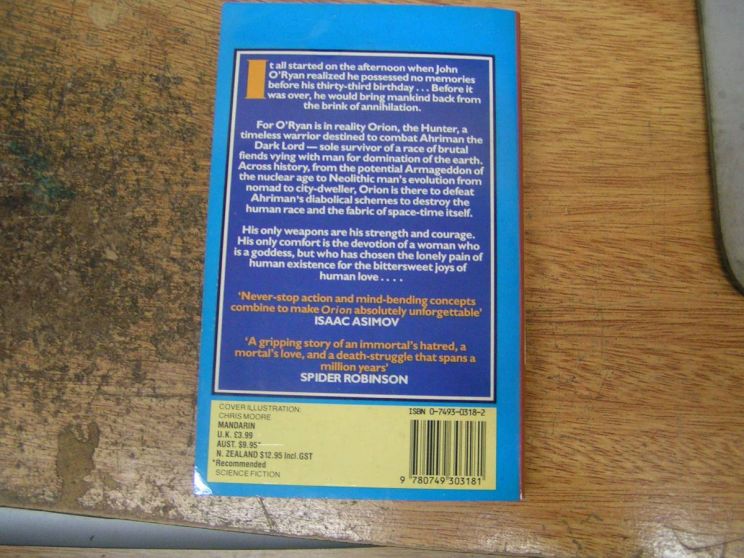 It all started on the afternoon when John
O'Ryan realized he possessed no memories
before his thirty-third birthday . . . Before it
was over, he would bring mankind back from
the brink of annihilation.
For O'Ryan is in reality Orion, the Hunter, a
timeless warrior destined to combat Ahriman the
Dark Lord — sole survivor of a race of brutal
fiends vying with man for domination of the earth.
Across history, from the potential Armageddon of
the nuclear age to Neolithic man's evolution from
nomad to city-dweller, Orion is there to defeat
Ahriman's diabolical schemes to destroy the
human race and the fabric of space-time itself.
His only weapons are his strength and courage.
His only comfort is the devotion of a woman who
is a goddess, but who has chosen the lonely pain of
human existence for the bittersweet joys of
human love . . . .
'Never-stop action and mind-bending concepts
combine to make Orion absolutely unforgettable'
ISAAC ASIMOV
'A gripping story of an immortal's hatred, a
mortal's love, and a death-struggle that spans a
million years'
SPIDER ROBINSON
COVER ILLUSTRATION:
CHRIS MOORE
MANDARIN
U.K. £3.99
AUST. $9.95*
N. ZEALAND $12.95 Incl. GST
*Recommended
SCIENCE FICTION
ISBN 0-7493-0318-2
9 780749 303181